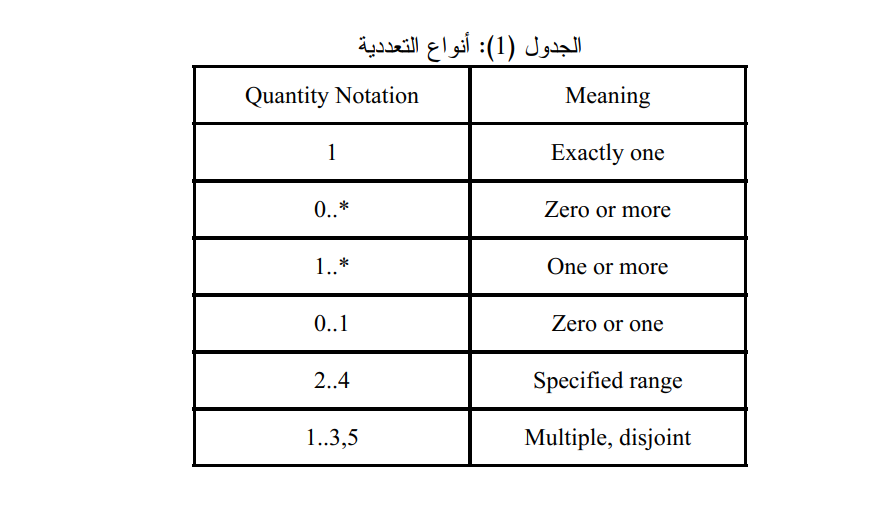 الجدول (1): أنواع التعددية
Quantity Notation Meaning
1 Exactly one
0..* Zero or more
1..* One or more
0..1 Zero or one
2..4 Specified range
1..3,5 Multiple, disjoint